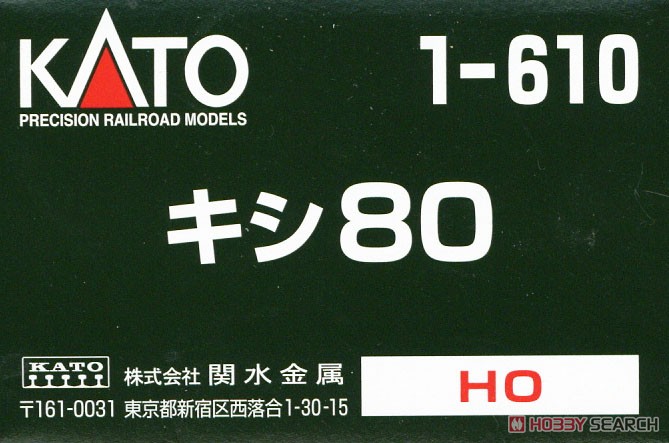 KATO
PRECISION RAILROAD MODELS
1-610
キシ80
KATO
株式会社 関水金属
〒161-0031 東京都新宿区西落合1-30-15
HO
HOBBY SEARCH